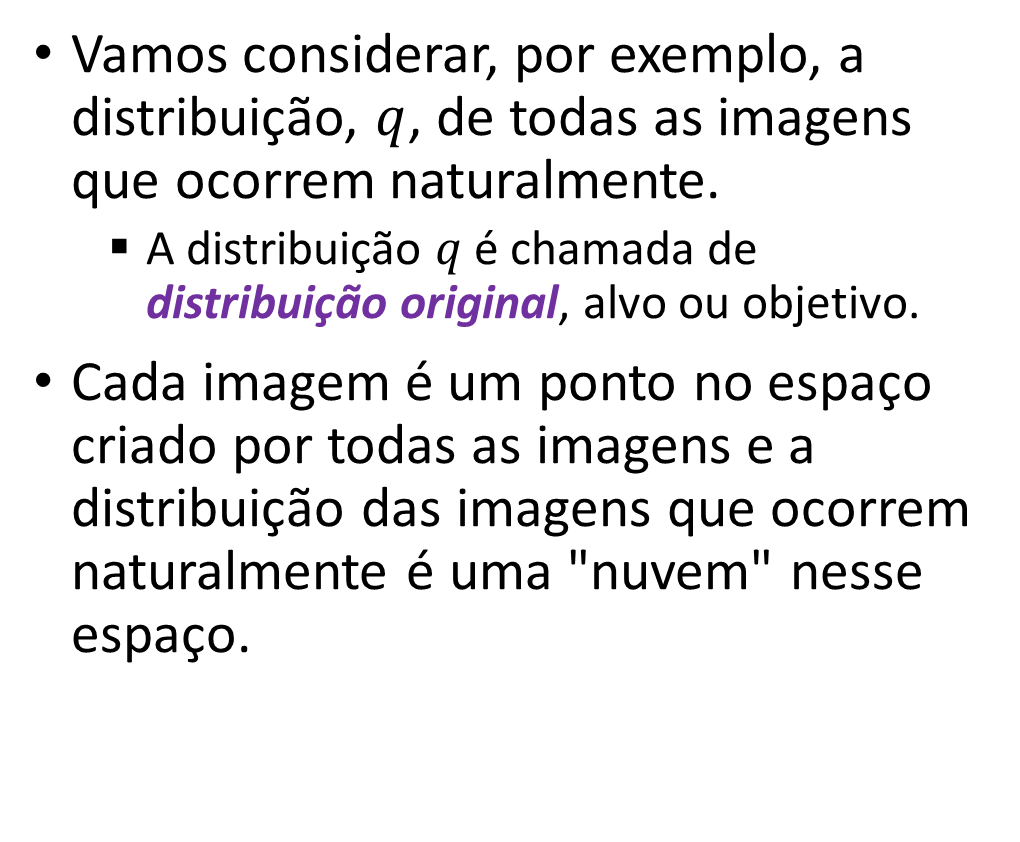 • Vamos considerar, por exemplo, a
distribuição, q, de todas as imagens
que ocorrem naturalmente.
▪ A distribuição q é chamada de
distribuição original, alvo ou objetivo.
• Cada imagem é um ponto no espaço
criado por todas as imagens e a
distribuição das imagens que ocorrem
naturalmente é uma "nuvem" nesse
espaço.